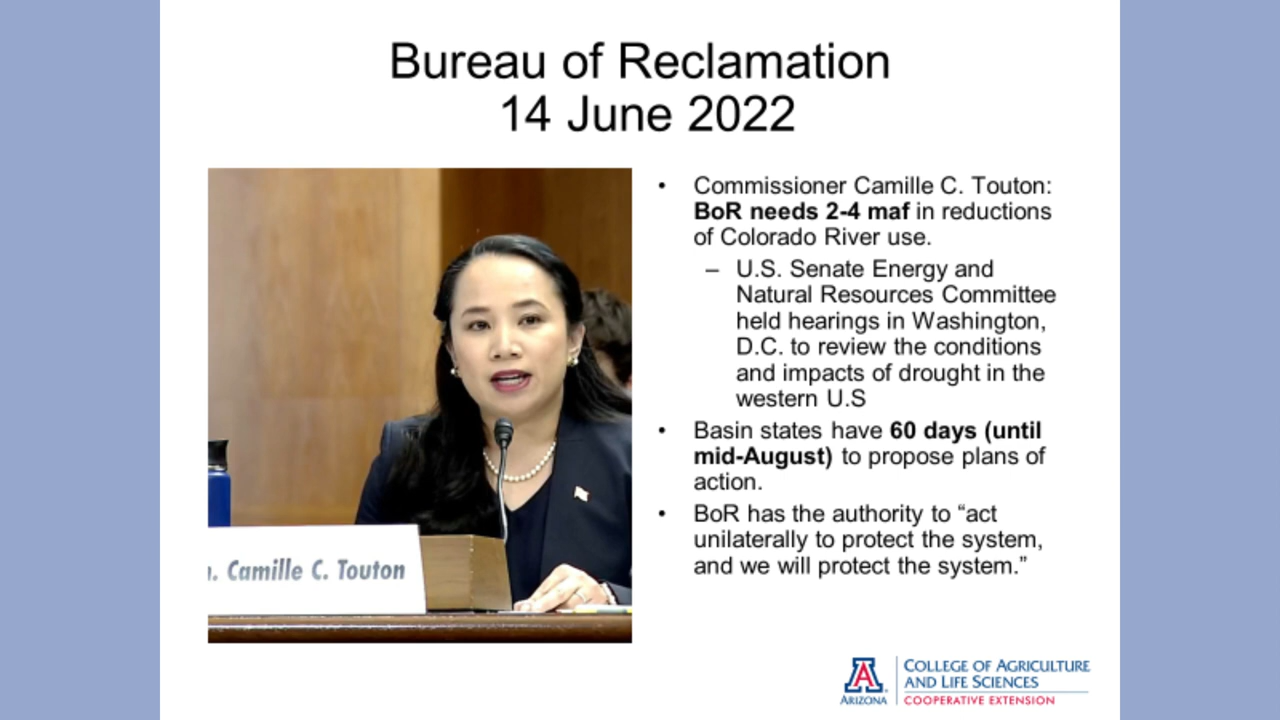 Bureau of Reclamation
14 June 2022
. Camille C. Touton
• Commissioner Camille C. Touton:
BoR needs 2-4 maf in reductions
of Colorado River use.
– U.S. Senate Energy and
Natural Resources Committee
held hearings in Washington,
D.C. to review the conditions
and impacts of drought in the
western U.S
• Basin states have 60 days (until
mid-August) to propose plans of
action.
• BoR has the authority to “act
unilaterally to protect the system,
and we will protect the system.”
A
ARIZONA
COLLEGE OF AGRICULTURE
AND LIFE SCIENCES
COOPERATIVE EXTENSION